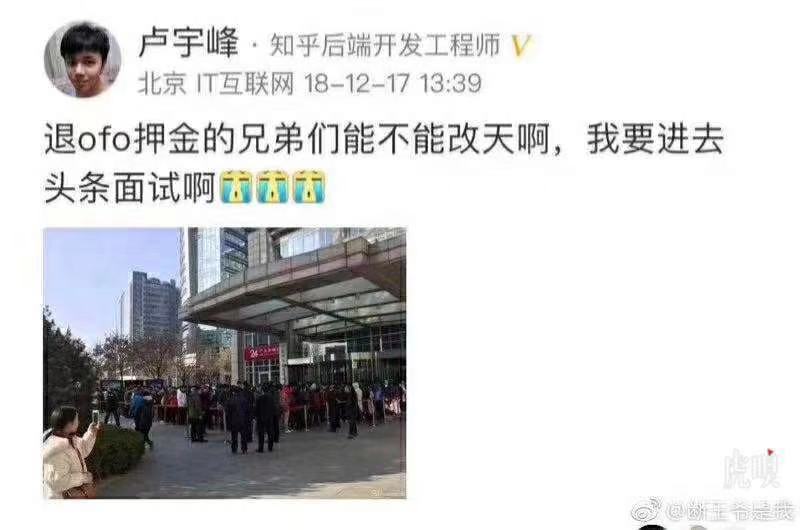 卢宇峰 · 知乎后端开发工程师 V
北京 IT互联网 18-12-17 13:39
退ofo押金的兄弟们能不能改天啊，我要进去
头条面试啊
24
虎嗅
@断王爷是我